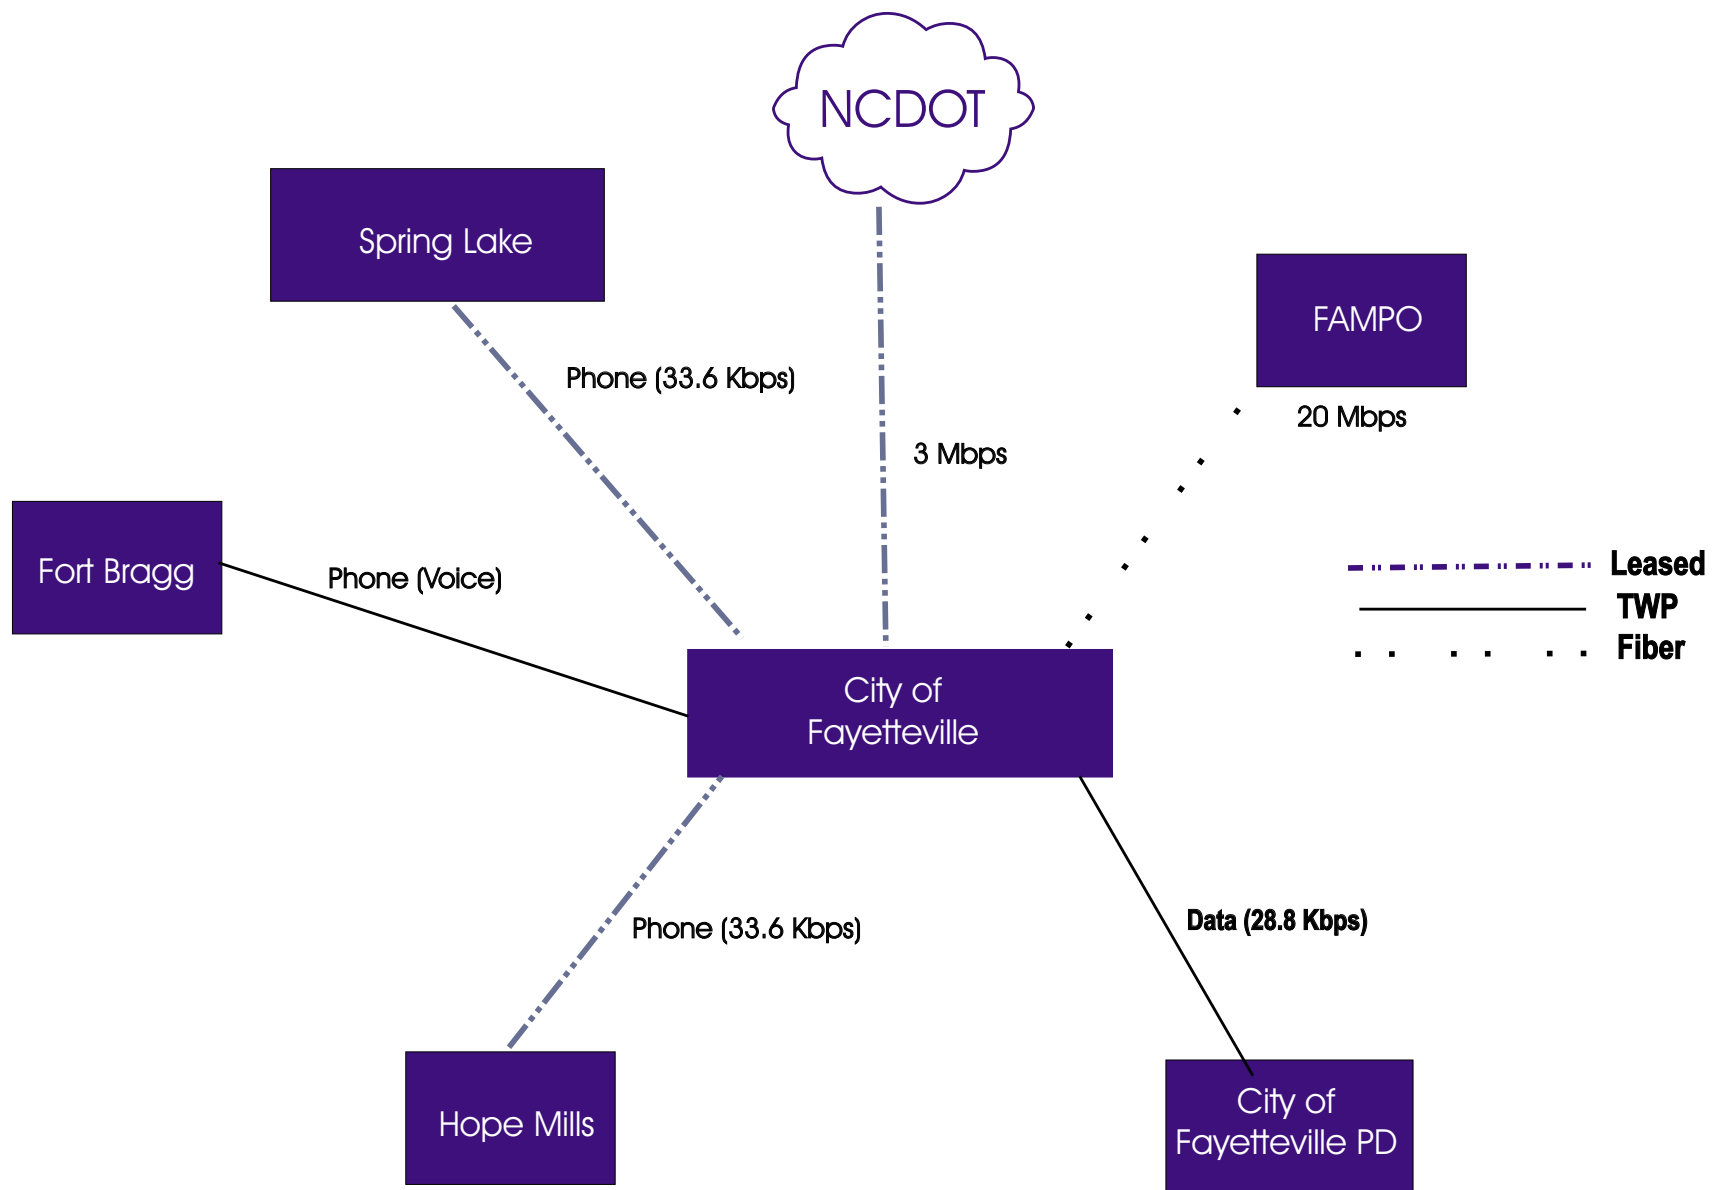 NCDOT
Spring Lake
FAMPO
Phone (33.6 Kbps)
20 Mbps
3 Mbps
Fort Bragg
Phone (Voice)
Leased
TWP
Fiber
City of
Fayetteville
Phone (33.6 Kbps)
Data (28.8 Kbps)
Hope Mills
City of
Fayetteville PD